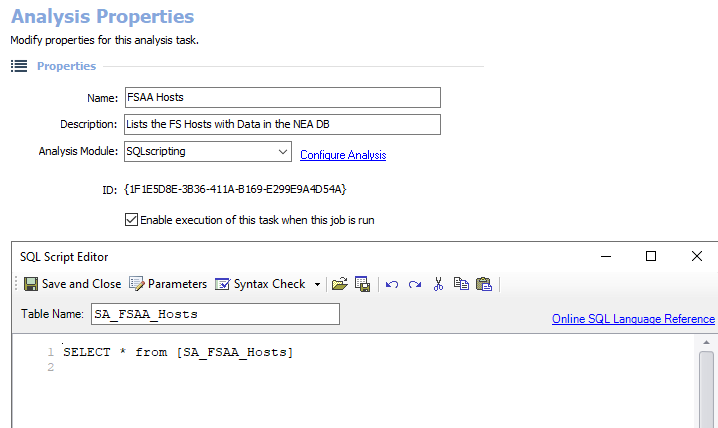 Analysis Properties
Modify properties for this analysis task.
Properties
Name: FSAA Hosts
Description: Lists the FS Hosts with Data in the NEA DB
Analysis Module: SQLscripting Configure Analysis
ID: {1F1E5D8E-3B36-411A-B169-E299E9A4D54A}
Enable execution of this task when this job is run
SQL Script Editor
Save and Close Parameters Syntax Check
Table Name: SA_FSAA_Hosts Online SQL Language Reference
1 SELECT * from [SA_FSAA_Hosts]
2